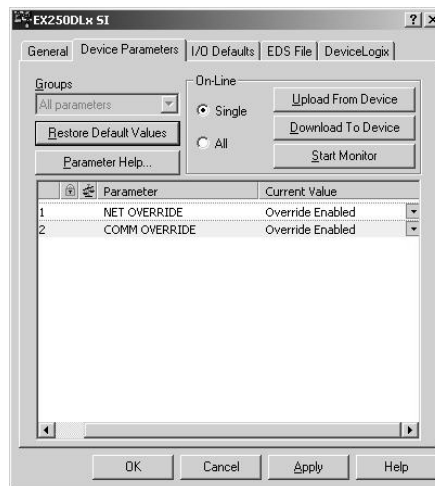 EX250DLx SI
General Device Parameters I/O Defaults EDS File DeviceLogix
Groups
All parameters
Restore Default Values
Parameter Help...
On-Line
Single
All
Upload From Device
Download To Device
Start Monitor
Parameter Current Value
1 NET OVERRIDE Override Enabled
2 COMM OVERRIDE Override Enabled
OK Cancel Apply Help